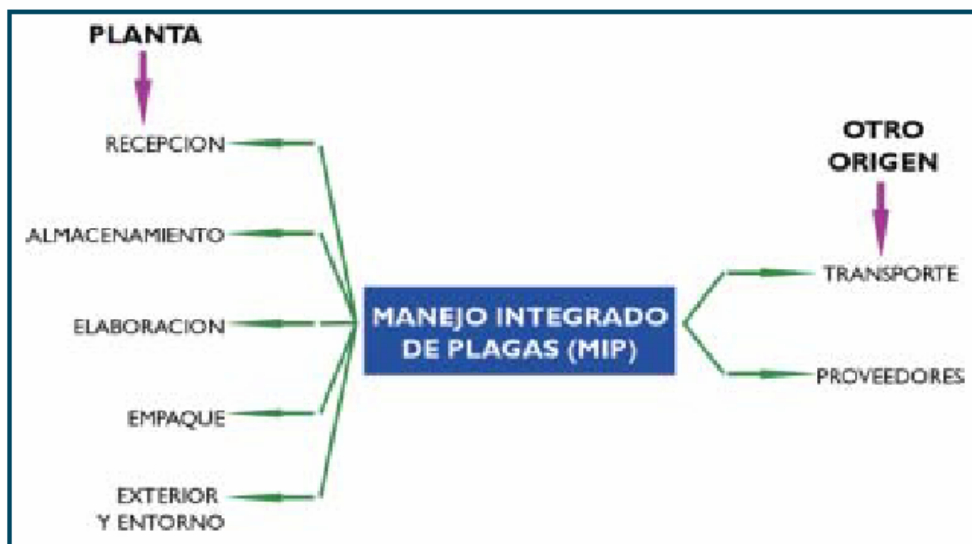 PLANTA
RECEPCION
ALMACENAMIENTO
ELABORACION
EMPAQUE
EXTERIOR
Y ENTORNO
MANEJO INTEGRADO
DE PLAGAS (MIP)
OTRO
ORIGEN
TRANSPORTE
PROVEEDORES